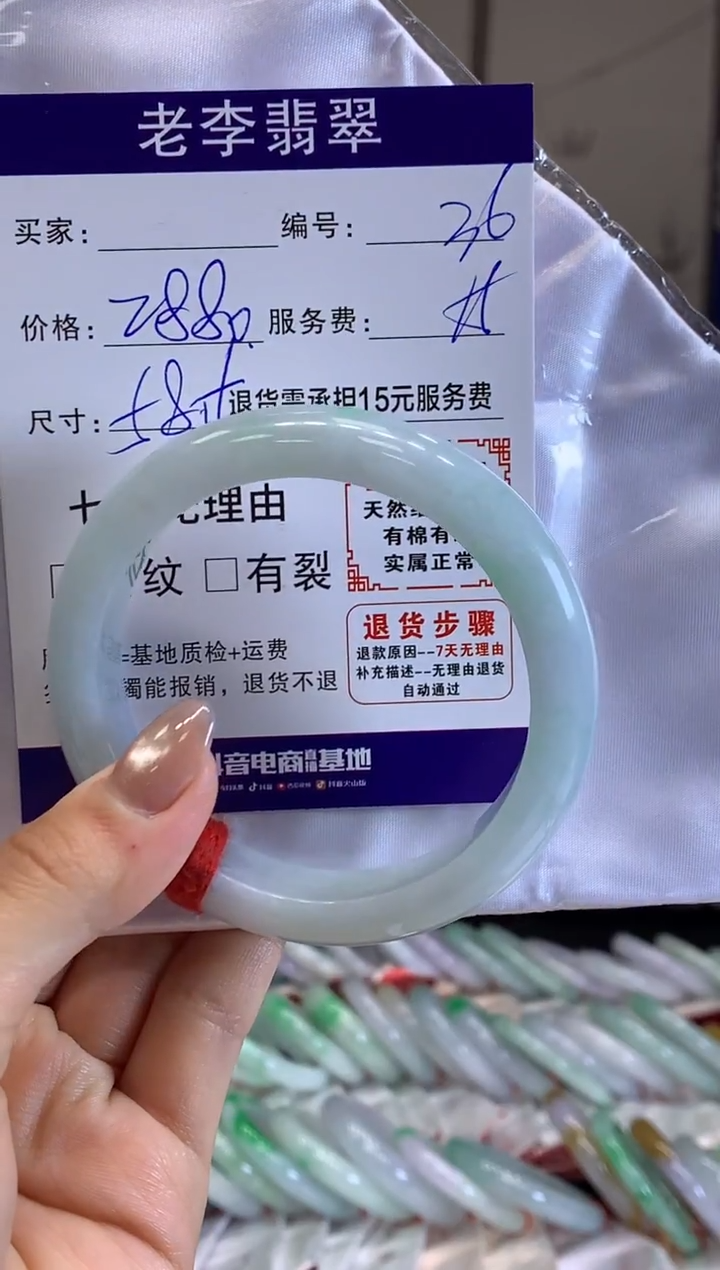 老李翡翠
买家: 编号: 36
价格: 2880 服务费:
尺寸: 58 退货需承担15元服务费
无理由
天然
纹 □有裂
有棉有
实属正常
退货步骤
退款原因--7天无理由
补充描述--无理由退货
自动通过
=基地质检+运费
镯能报销，退货不退
抖音电商直播基地